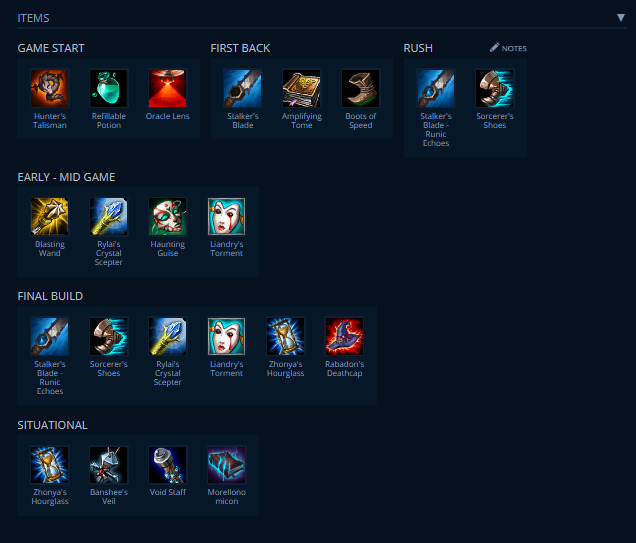 ITEMS
GAME START
FIRST BACK
RUSH
NOTES
Hunter's
Talisman
Refillable
Potion
Oracle Lens
Stalker's
Blade
Amplifying
Tome
Boots of
Speed
Stalker's
Blade -
Runic
Echoes
Sorcerer's
Shoes
EARLY - MID GAME
Blasting
Wand
Rylai's
Crystal
Scepter
Haunting
Guise
Liandry's
Torment
FINAL BUILD
Stalker's
Blade -
Runic
Echoes
Sorcerer's
Shoes
Rylai's
Crystal
Scepter
Liandry's
Torment
Zhonya's
Hourglass
Rabadon's
Deathcap
SITUATIONAL
Zhonya's
Hourglass
Banshee's
Veil
Void Staff
Morellono
micon